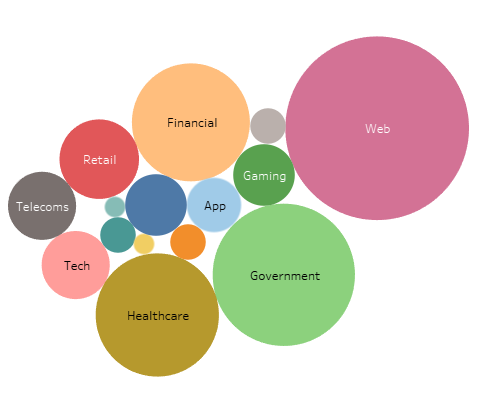 Financial
Web
Retail
Gaming
Telecoms
App
Tech
Government
Healthcare